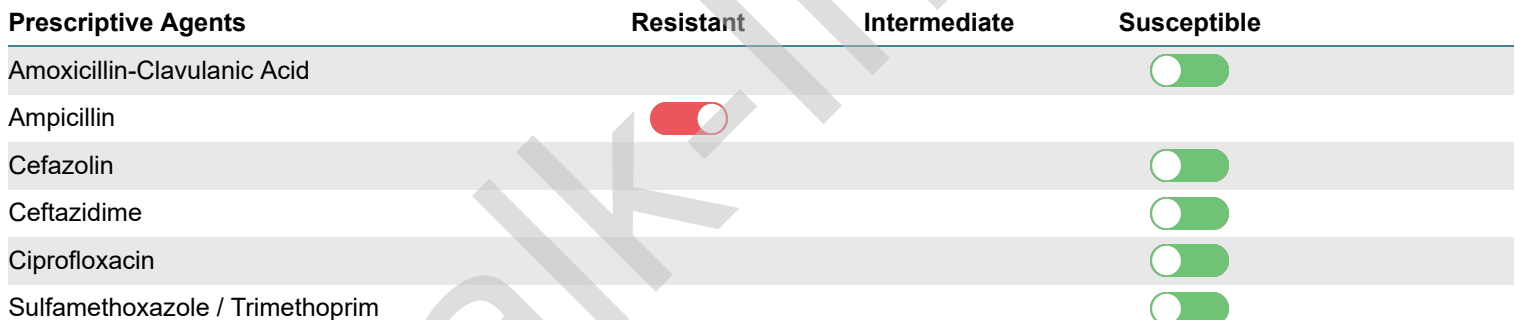 Prescriptive Agents Resistant Intermediate Susceptible
Amoxicillin-Clavulanic Acid
Ampicillin
Cefazolin
Ceftazidime
Ciprofloxacin
Sulfamethoxazole / Trimethoprim